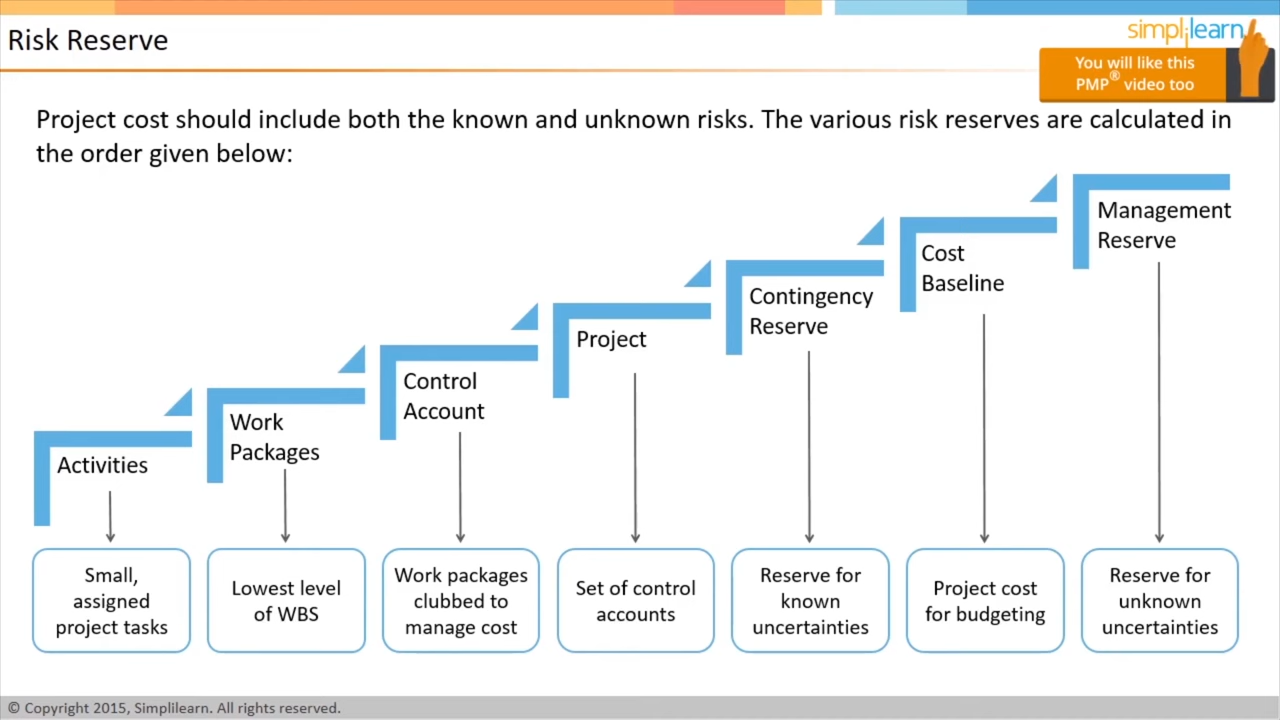 Risk Reserve
simplilearn
You will like this
PMP® video too
Project cost should include both the known and unknown risks. The various risk reserves are calculated in
the order given below:
Activities
Work
Packages
Control
Account
Project
Contingency
Reserve
Cost
Baseline
Management
Reserve
Small,
assigned
project tasks
Lowest level
of WBS
Work packages
clubbed to
manage cost
Set of control
accounts
Reserve for
known
uncertainties
Project cost
for budgeting
Reserve for
unknown
uncertainties
© Copyright 2015, Simplilearn. All rights reserved.